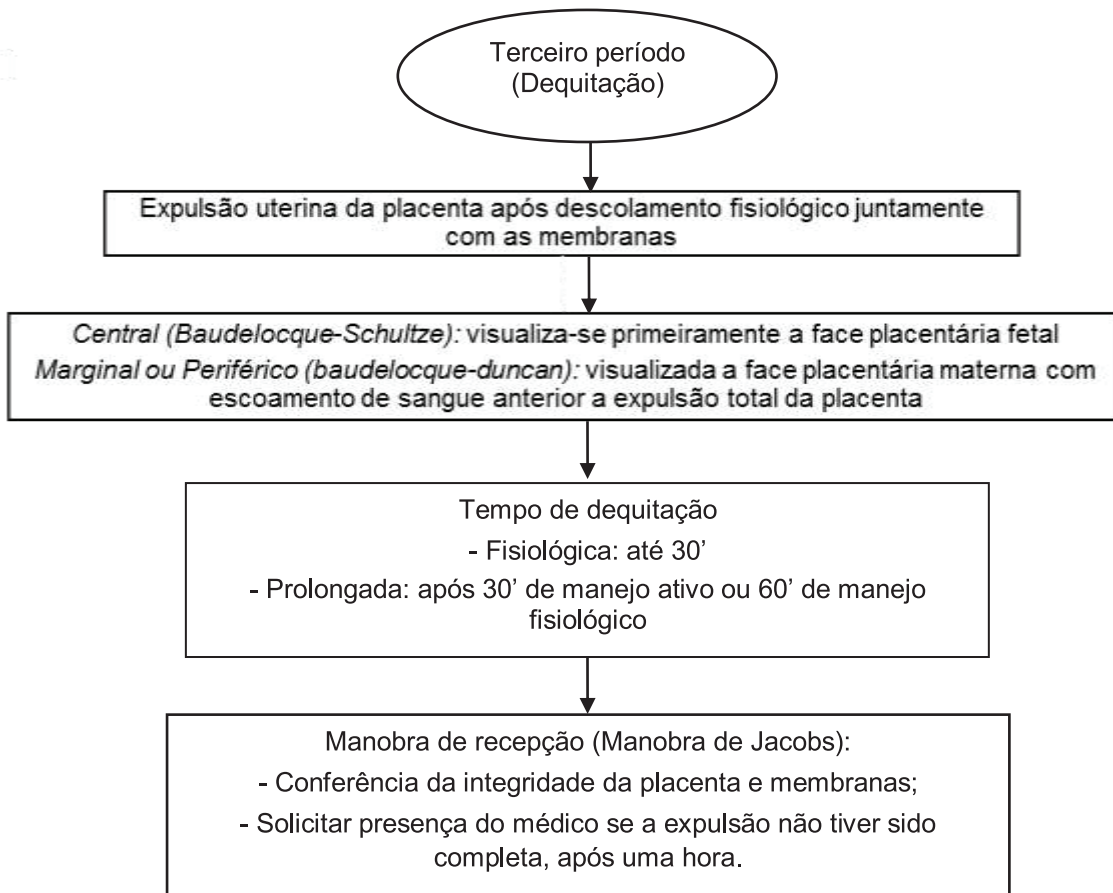 Terceiro período
(Dequitação)
Expulsão uterina da placenta após descolamento fisiológico juntamente
com as membranas
Central (Baudelocque-Schultze): visualiza-se primeiramente a face placentária fetal
Marginal ou Periférico (baudelocque-duncan): visualizada a face placentária materna com
escoamento de sangue anterior a expulsão total da placenta
Tempo de dequitação
- Fisiológica: até 30’
- Prolongada: após 30’ de manejo ativo ou 60’ de manejo
fisiológico
Manobra de recepção (Manobra de Jacobs):
- Conferência da integridade da placenta e membranas;
- Solicitar presença do médico se a expulsão não tiver sido
completa, após uma hora.